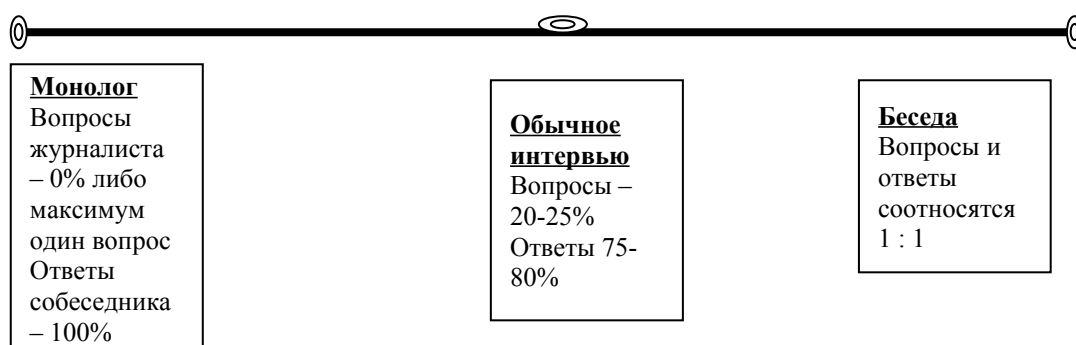 Монолог
Вопросы
журналиста
– 0% либо
максимум
один вопрос
Ответы
собеседника
– 100%
Обычное
интервью
Вопросы –
20-25%
Ответы 75-
80%
Беседа
Вопросы и
ответы
соотносятся
1 : 1